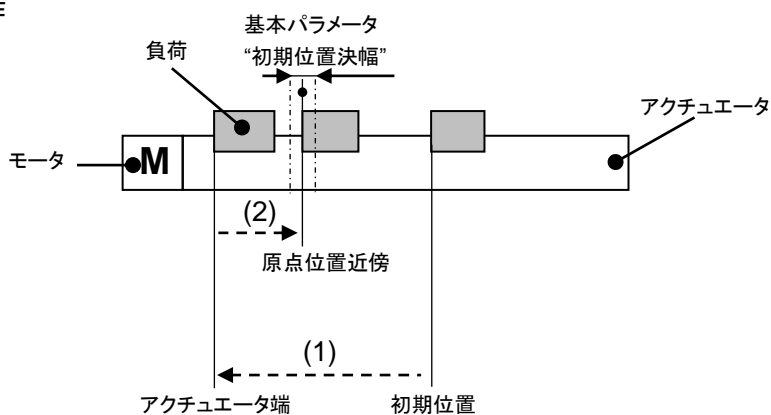 基本パラメータ
“初期位置決幅”
負荷
アクチュエータ
モータ
M
(2)
原点位置近傍
(1)
アクチュエータ端
初期位置